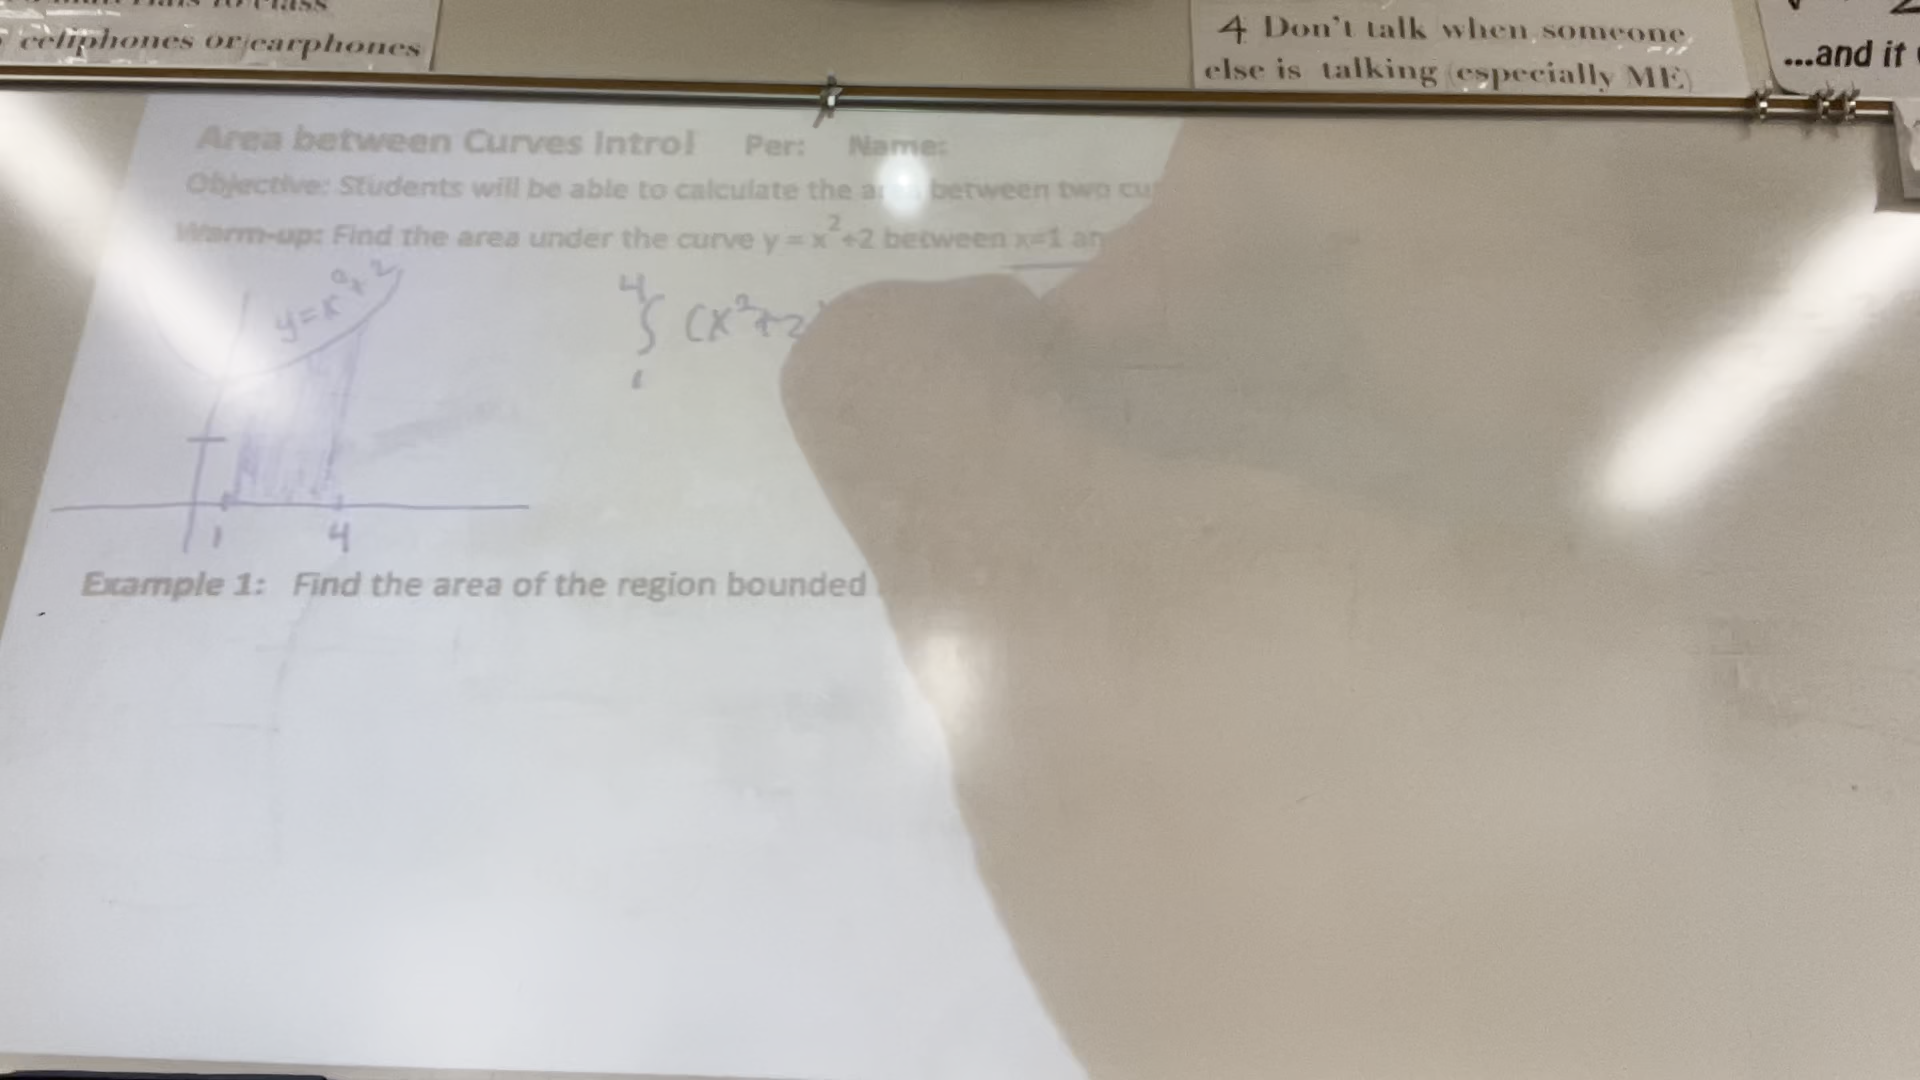 cellphones or earphones
4 Don't talk when someone
else is talking (especially ME)
...and it
Area between Curves Intro! Per: Name:
Objective: Students will be able to calculate the between two
Warm-up: Find the area under the curve y = x²+2 between x=1
y=x²+2
4
∫ (x²+2
1
1 4
Example 1: Find the area of the region bounded